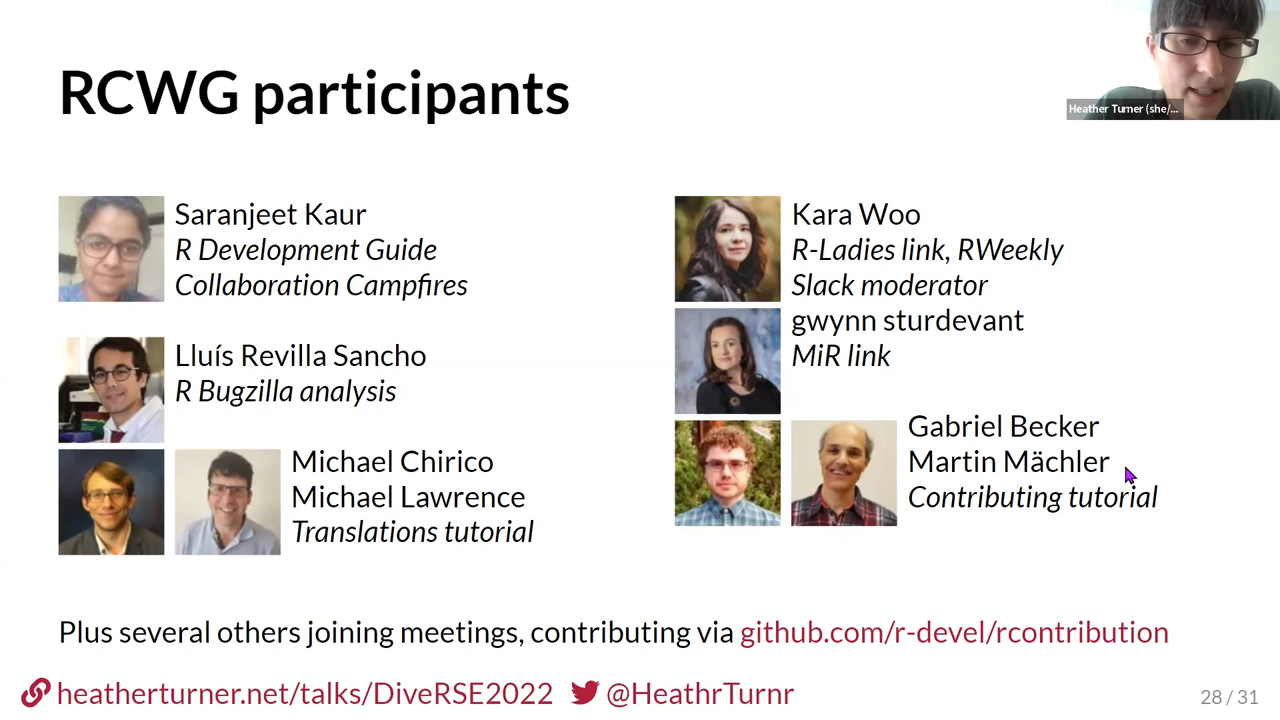 RCWG participants
Heather Turner (she/...
Saranjeet Kaur
R Development Guide
Collaboration Campfires
Lluís Revilla Sancho
R Bugzilla analysis
Michael Chirico
Michael Lawrence
Translations tutorial
Kara Woo
R-Ladies link, RWeekly
Slack moderator
gwynn sturdevant
MiR link
Gabriel Becker
Martin Mächler
Contributing tutorial
Plus several others joining meetings, contributing via github.com/r-devel/rcontribution
heatherturner.net/talks/DiveRSE2022 @HeathrTurnr
28 / 31